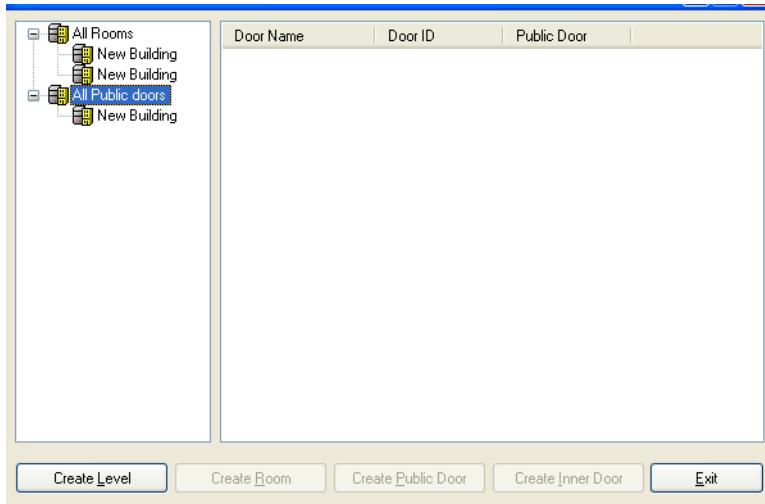 All Rooms
New Building
New Building
All Public doors
New Building
Door Name Door ID Public Door
Create Level Create Room Create Public Door Create Inner Door Exit